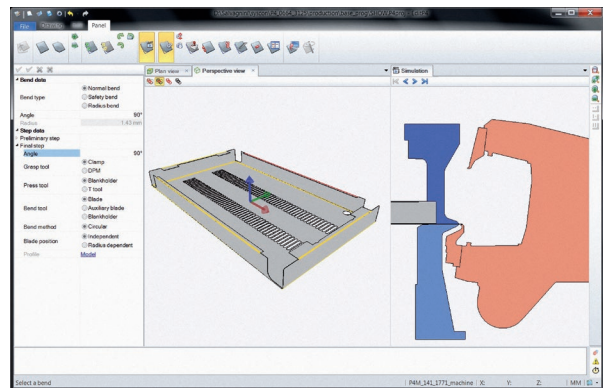 File
Drawing
Panel
Plan view
Perspective view
Simulation
Bend data
Bend type
Normal bend
Safety bend
Radius bend
Angle 90°
Radius 1.43 mm
Step data
Preliminary step
Final step
Angle 90°
Grasp tool
Clamp
DPM
Press tool
Blankholder
T tool
Bend tool
Blade
Auxiliary blade
Blankholder
Bend method
Circular
Blade position
Independent
Radius dependent
Profile Model
Select a bend
P4M_141_1771_machine X: Y: Z: MM